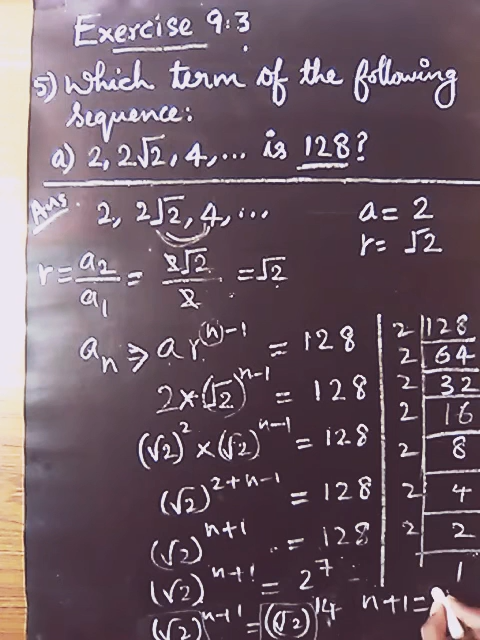 Exercise 9.3
5) Which term of the following
sequence:
a) 2, 2√2, 4, ... is 128?
Ans 2, 2√2, 4, ...
a = 2
r = √2
r = a₂/a₁ = 2√2/2 = √2
aₙ ⇒ ar^(n)-1 = 128
2×(√2)^n-1 = 128
(√2)^2 × (√2)^n-1 = 128
(√2)^2+n-1 = 128
(√2)^n+1 = 128
(√2)^n+1 = 2^7
(√2)^n+1 = (√2)^14
2 | 128
2 | 64
2 | 32
2 | 16
2 | 8
2 | 4
2 | 2
1
n+1=